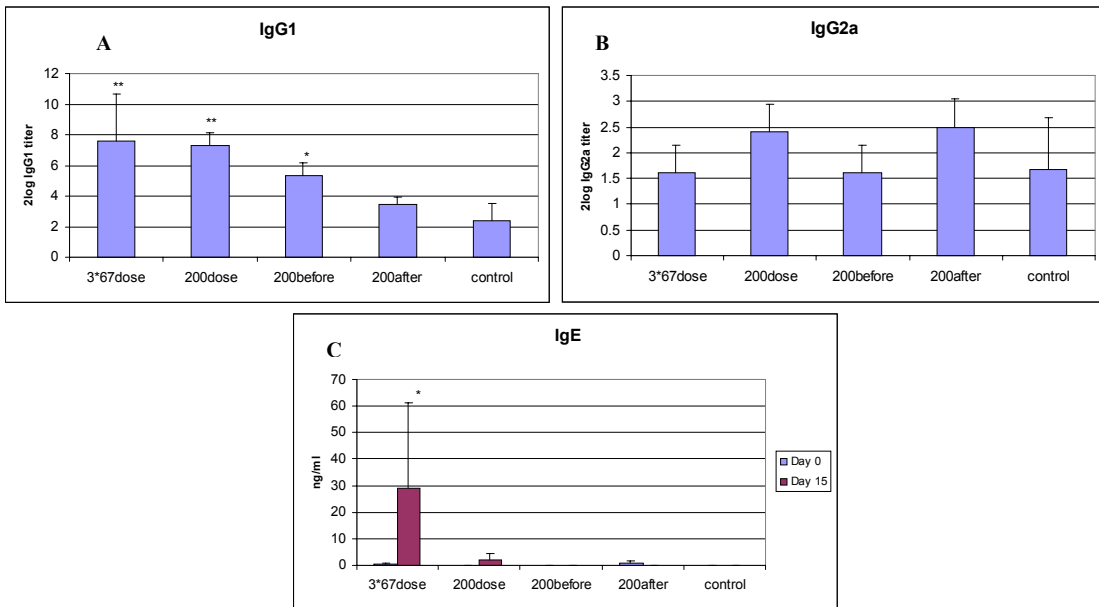 IgG1
A
12
10
8
6
4
2
0
2log IgG1 titer
**
**
*
3*67dose 200dose 200before 200after control
IgG2a
B
3.5
3
2.5
2
1.5
1
0.5
0
2log IgG2a titer
3*67dose 200dose 200before 200after control
IgE
C
70
60
50
40
30
20
10
0
ng/ml
*
Day 0
Day 15
3*67dose 200dose 200before 200after control